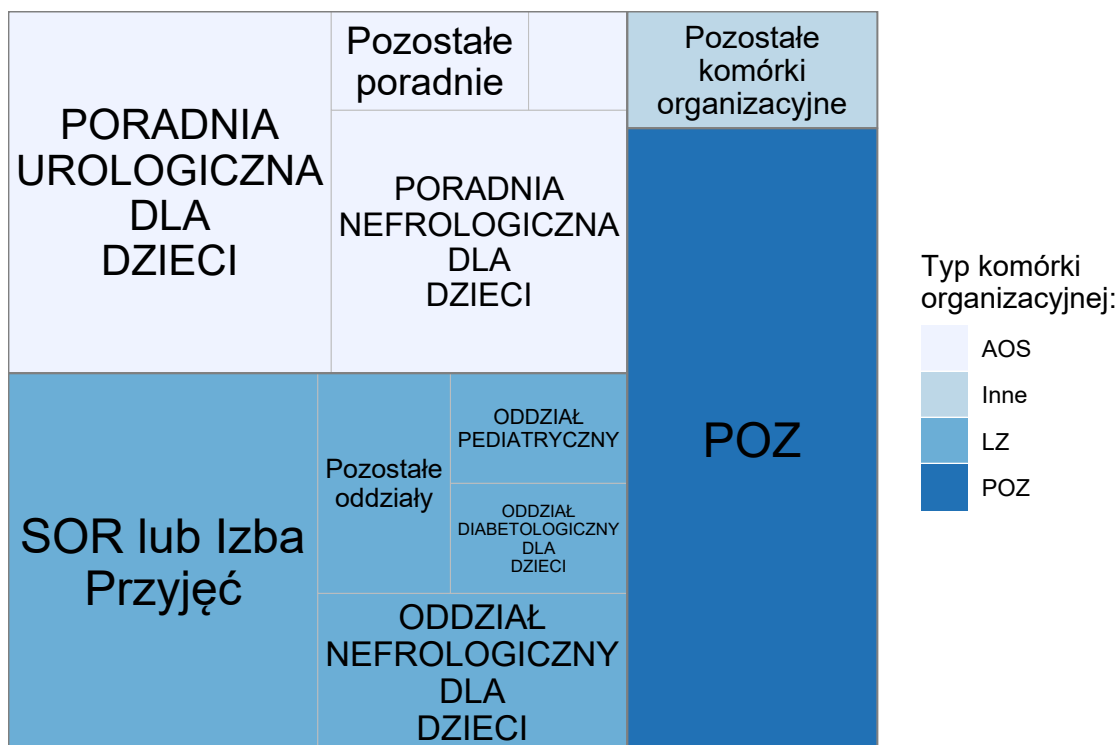 PORADNIA
UROLOGICZNA
DLA
DZIECI
Pozostałe
poradnie
PORADNIA
NEFROLOGICZNA
DLA
DZIECI
Pozostałe
komórki
organizacyjne
POZ
SOR lub Izba
Przyjęć
Pozostałe
oddziały
ODDZIAŁ
PEDIATRYCZNY
ODDZIAŁ
DIABETOLOGICZNY
DLA
DZIECI
ODDZIAŁ
NEFROLOGICZNY
DLA
DZIECI
Typ komórki
organizacyjnej:
AOS
Inne
LZ
POZ